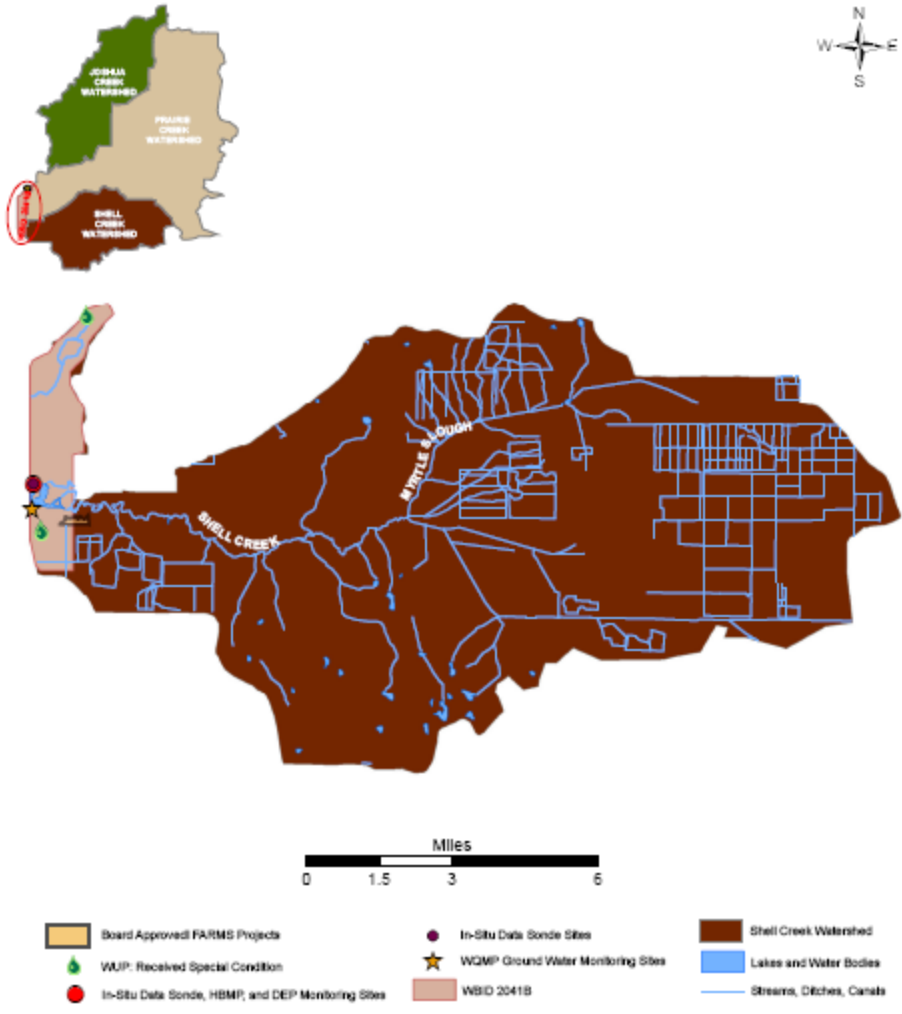 N
W E
S
JOSHUA
CREEK
WATERSHED
PRAIRIE
CREEK
WATERSHED
SHELL
CREEK
WATERSHED
MYRTLE SLOUGH
SHELL CREEK
Miles
0 1.5 3 6
Board Approved FARMS Projects
WUP: Received Special Condition
In-Situ Data Sonde, HBMP, and DEP Monitoring Sites
In-Situ Data Sonde Sites
WQMP Ground Water Monitoring Sites
WBID 2041B
Shell Creek Watershed
Lakes and Water Bodies
Streams, Ditches, Canals